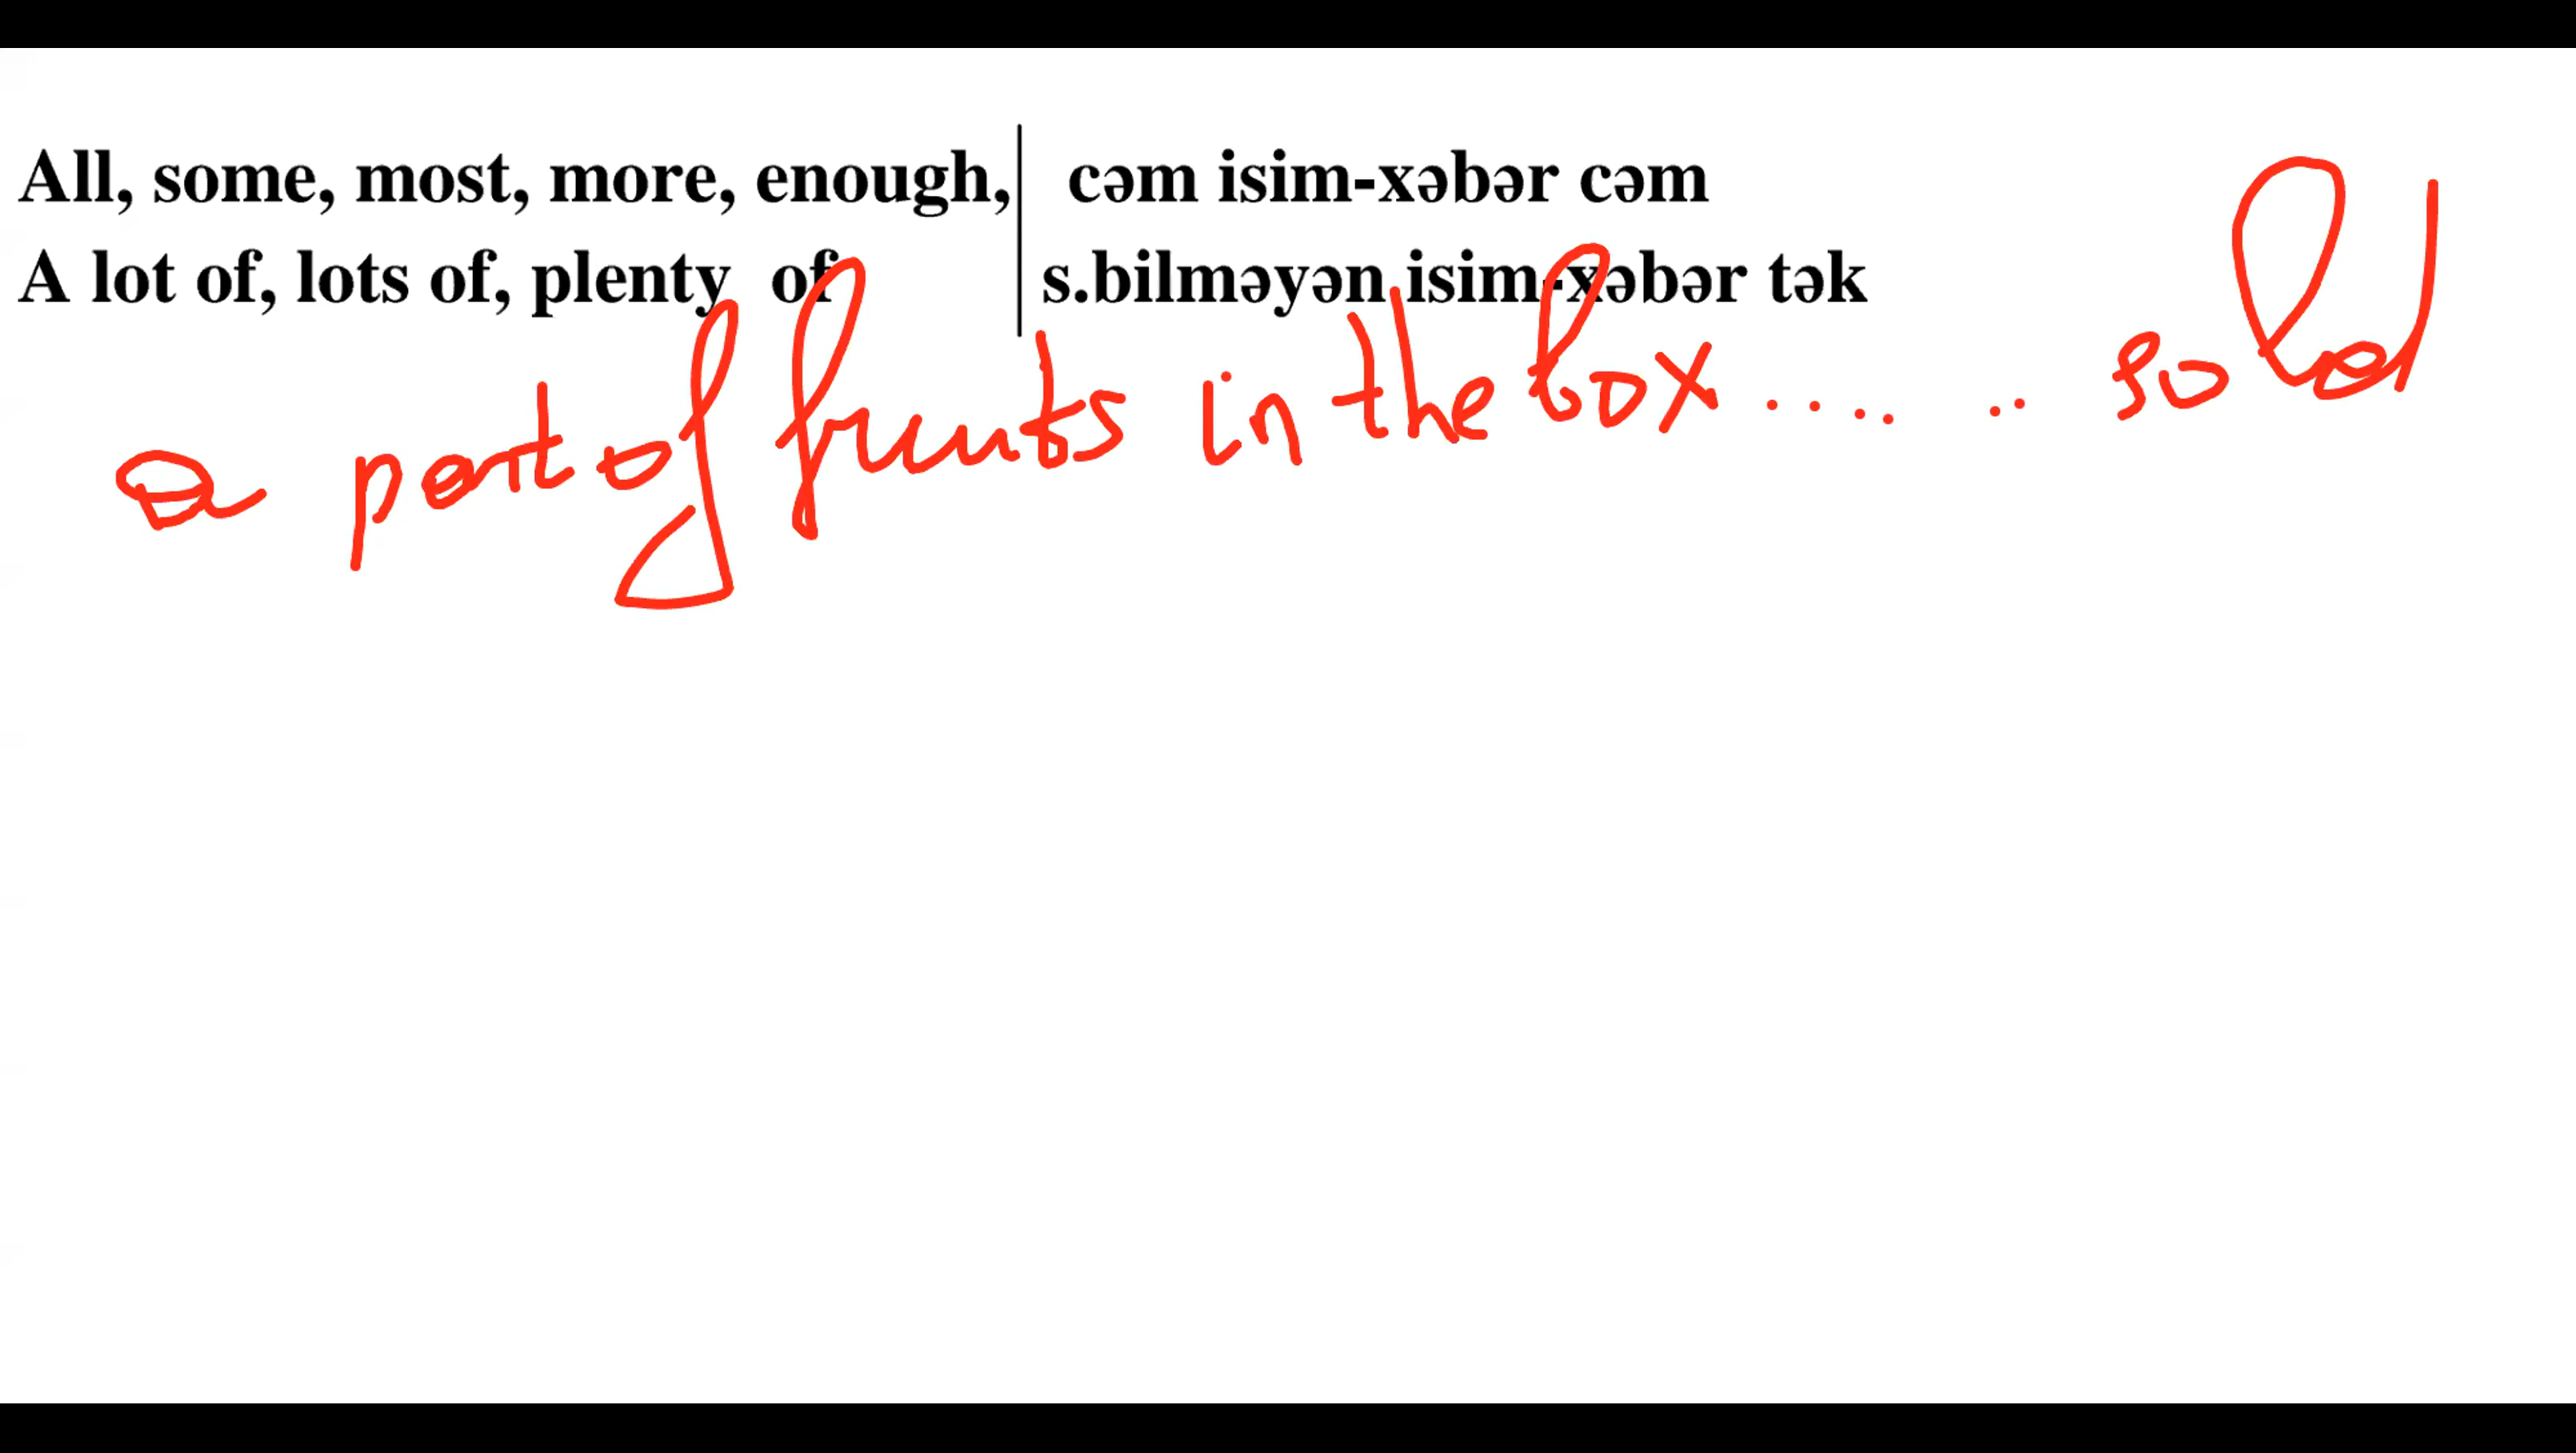 All, some, most, more, enough, cəm isim-xəbər cəm
A lot of, lots of, plenty of s.bilməyən isim-xəbər tək
a part of fruits in the box ...... sold